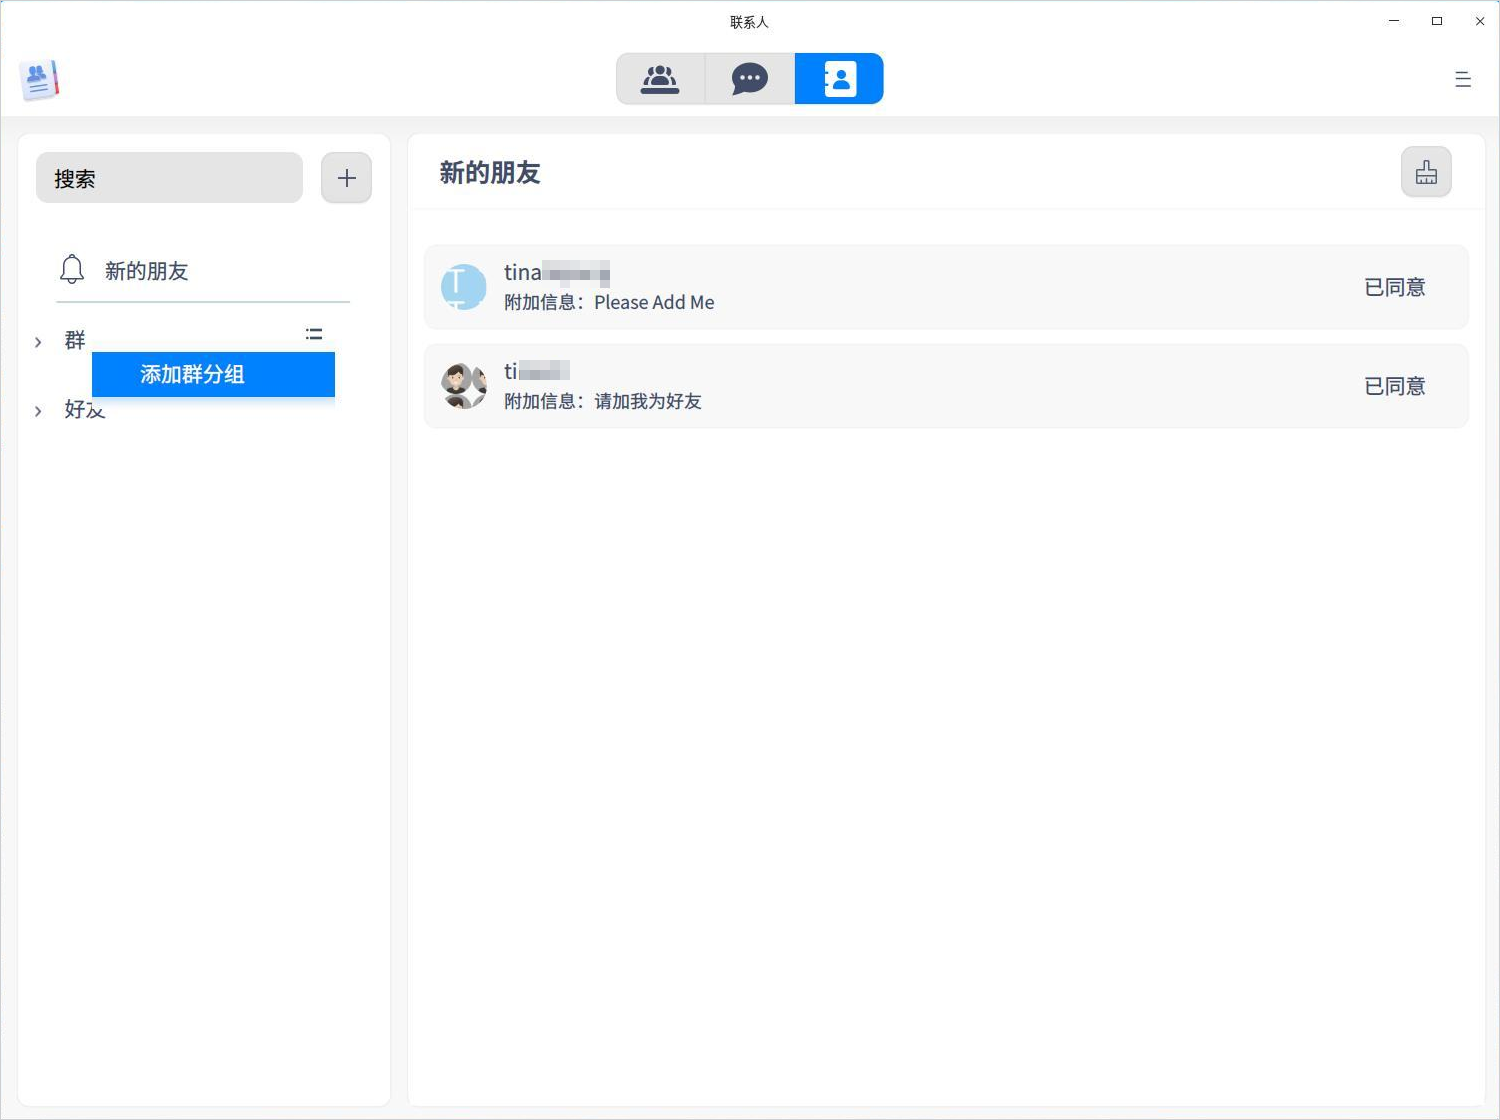 联系人
搜索
新的朋友
群
添加群分组
好友
新的朋友
tina
附加信息：Please Add Me
已同意
ti
附加信息：请加我为好友
已同意